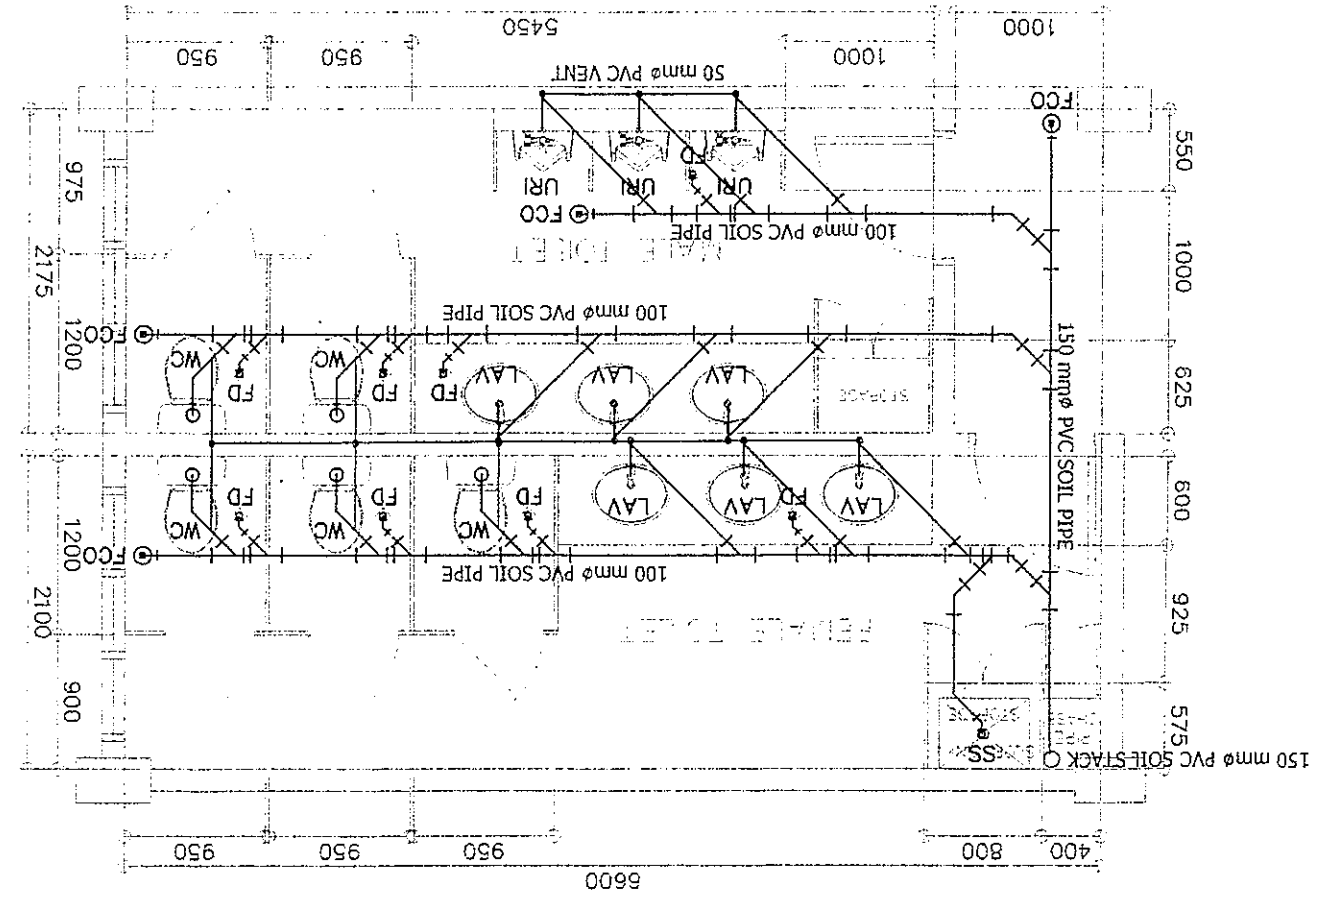 6600
400 800 950 950 950
150 mmø PVC SOIL STACK
SS
PIPE CHASE
STORAGE
575
900
FEMALE TOILET
925
2100
100 mmø PVC SOIL PIPE
150 mmø PVC SOIL PIPE
FCO
1200
WC
WC
WC
FD
FD
FD
FD
LAV
LAV
LAV
600
STORAGE
LAV
LAV
LAV
FD
FD
FD
625
WC
WC
FCO
1200
100 mmø PVC SOIL PIPE
2175
MALE TOILET
1000
100 mmø PVC SOIL PIPE
FCO
URI
URI
URI
FD
975
550
FCO
50 mmø PVC VENT
1000 950 950
1000 5450